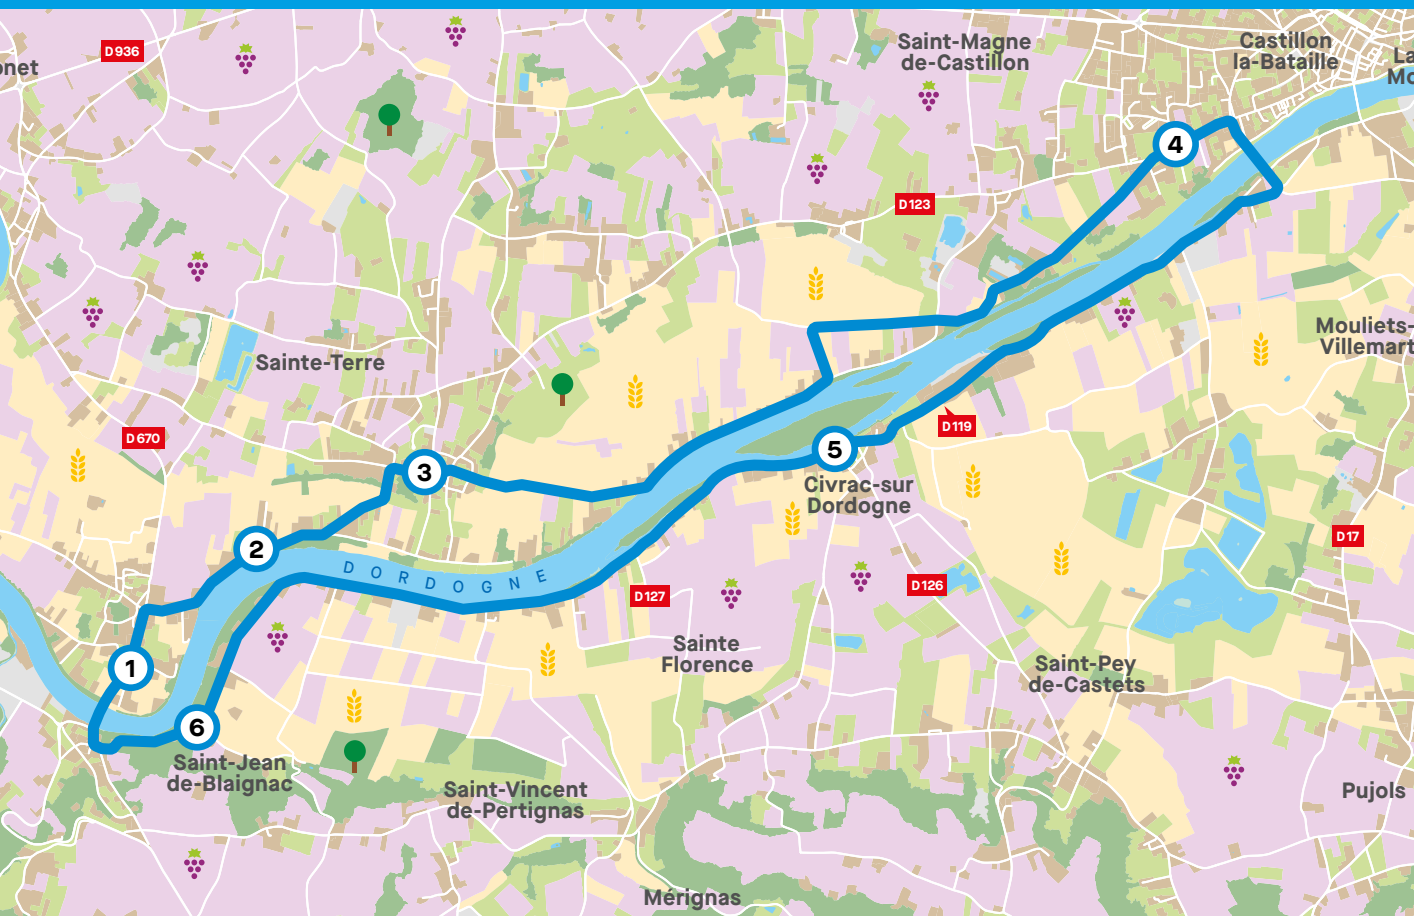 D936
onet
Saint-Magne
de-Castillon
Castillon
la-Bataille
La
Mo
4
D123
Sainte-Terre
Mouliets-
Villemart
D670
3
D119
5
Civrac-sur
Dordogne
2
DORDOGNE
D17
D126
D127
Sainte
Florence
1
Saint-Pey
de-Castets
6
Saint-Jean
de-Blaignac
Saint-Vincent
de-Pertignas
Pujols
Mérignas